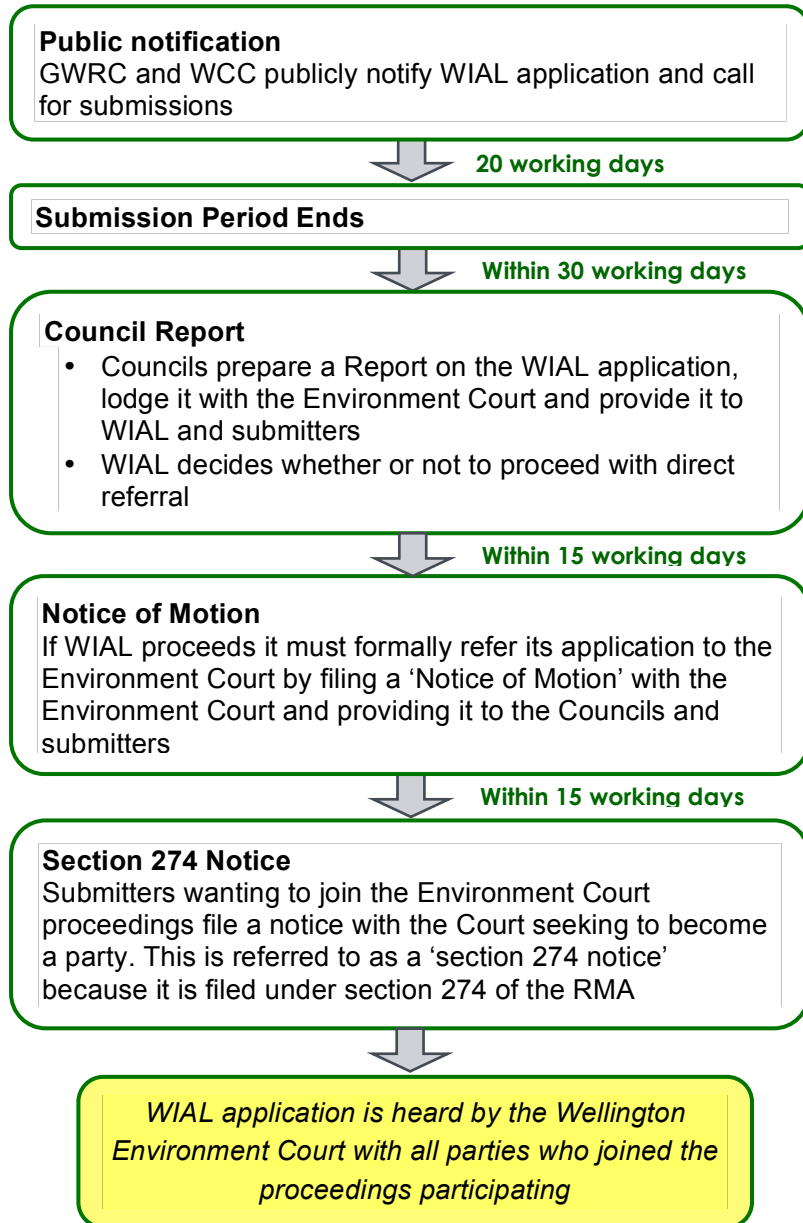 Public notification
GWRC and WCC publicly notify WIAL application and call
for submissions
20 working days
Submission Period Ends
Within 30 working days
Council Report
• Councils prepare a Report on the WIAL application,
lodge it with the Environment Court and provide it to
WIAL and submitters
• WIAL decides whether or not to proceed with direct
referral
Within 15 working days
Notice of Motion
If WIAL proceeds it must formally refer its application to the
Environment Court by filing a ‘Notice of Motion’ with the
Environment Court and providing it to the Councils and
submitters
Within 15 working days
Section 274 Notice
Submitters wanting to join the Environment Court
proceedings file a notice with the Court seeking to become
a party. This is referred to as a ‘section 274 notice’
because it is filed under section 274 of the RMA
WIAL application is heard by the Wellington
Environment Court with all parties who joined the
proceedings participating